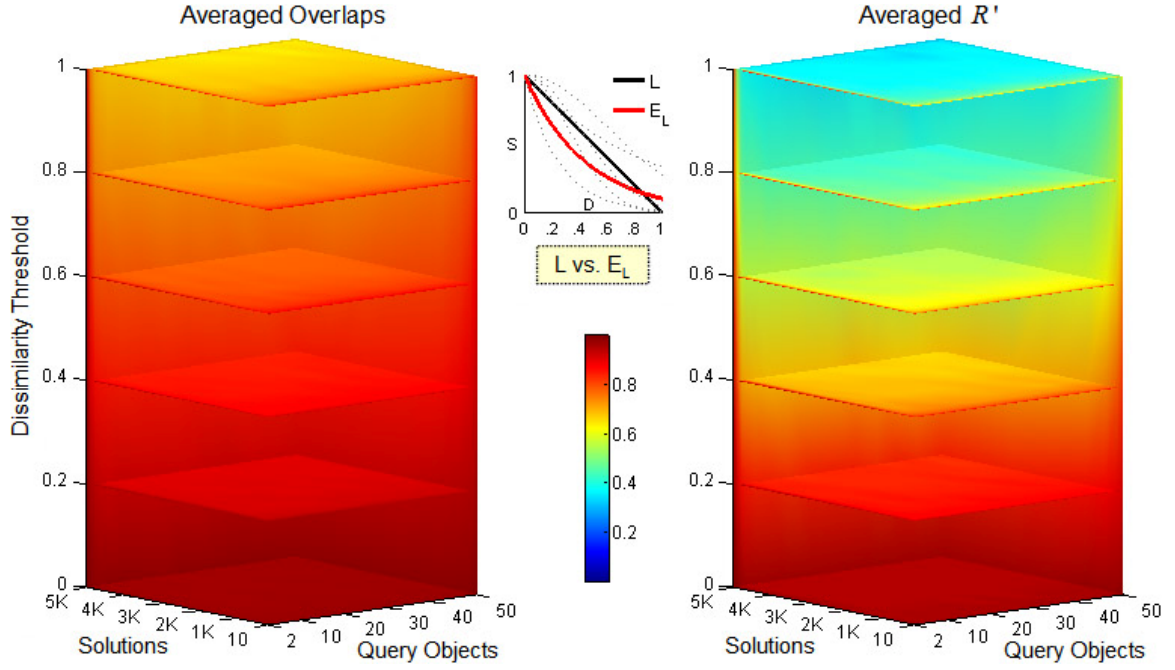 Averaged Overlaps
Dissimilarity Threshold
1
0.8
0.6
0.4
0.2
0
5K 4K 3K 2K 1K 10
Solutions
2 10 20 30 40 50
Query Objects
1
S
0
D
0 .2 .4 .6 .8 1
L
E_L
L vs. E_L
0.8
0.6
0.4
0.2
Averaged R'
1
0.8
0.6
0.4
0.2
0
5K 4K 3K 2K 1K 10
Solutions
2 10 20 30 40 50
Query Objects